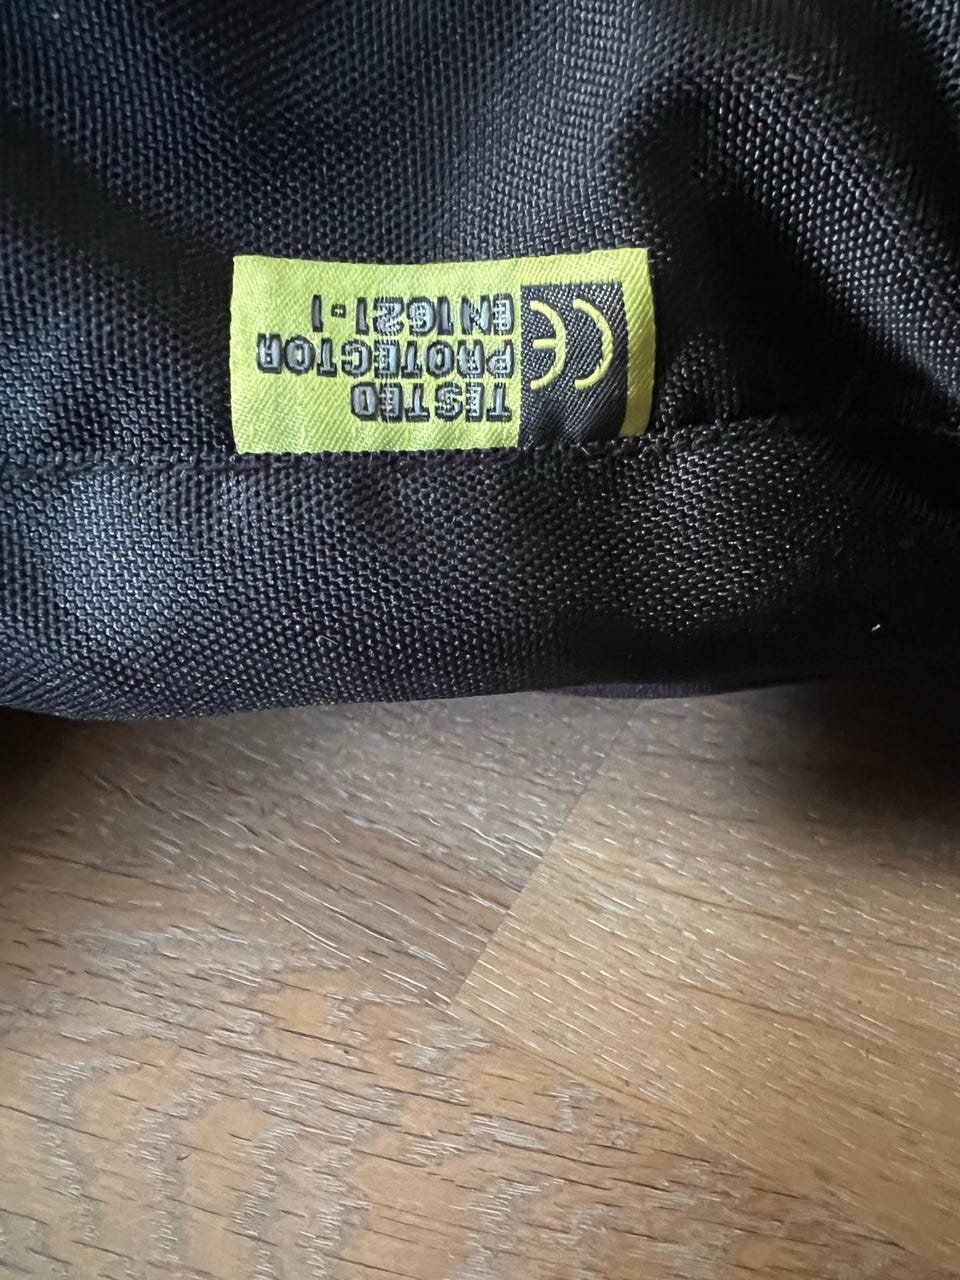 CE
TESTED
PROTECTOR
EN1621-1